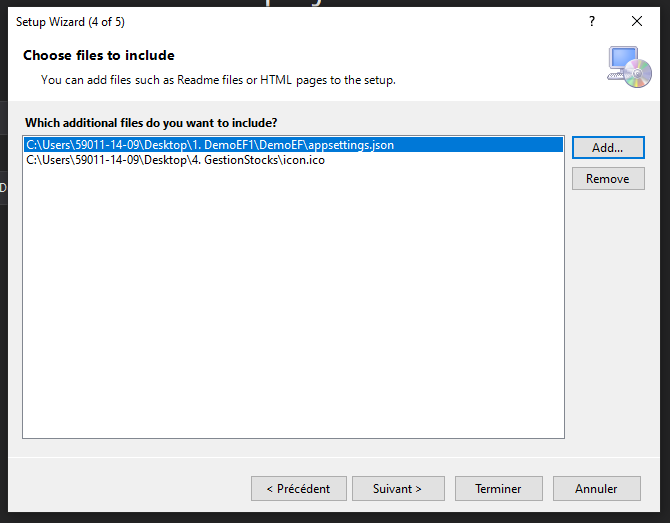 Setup Wizard (4 of 5)
?
Choose files to include
You can add files such as Readme files or HTML pages to the setup.
Which additional files do you want to include?
C:\Users\59011-14-09\Desktop\1. DemoEF1\DemoEF\appsettings.json
C:\Users\59011-14-09\Desktop\4. GestionStocks\icon.ico
Add...
Remove
< Précédent
Suivant >
Terminer
Annuler